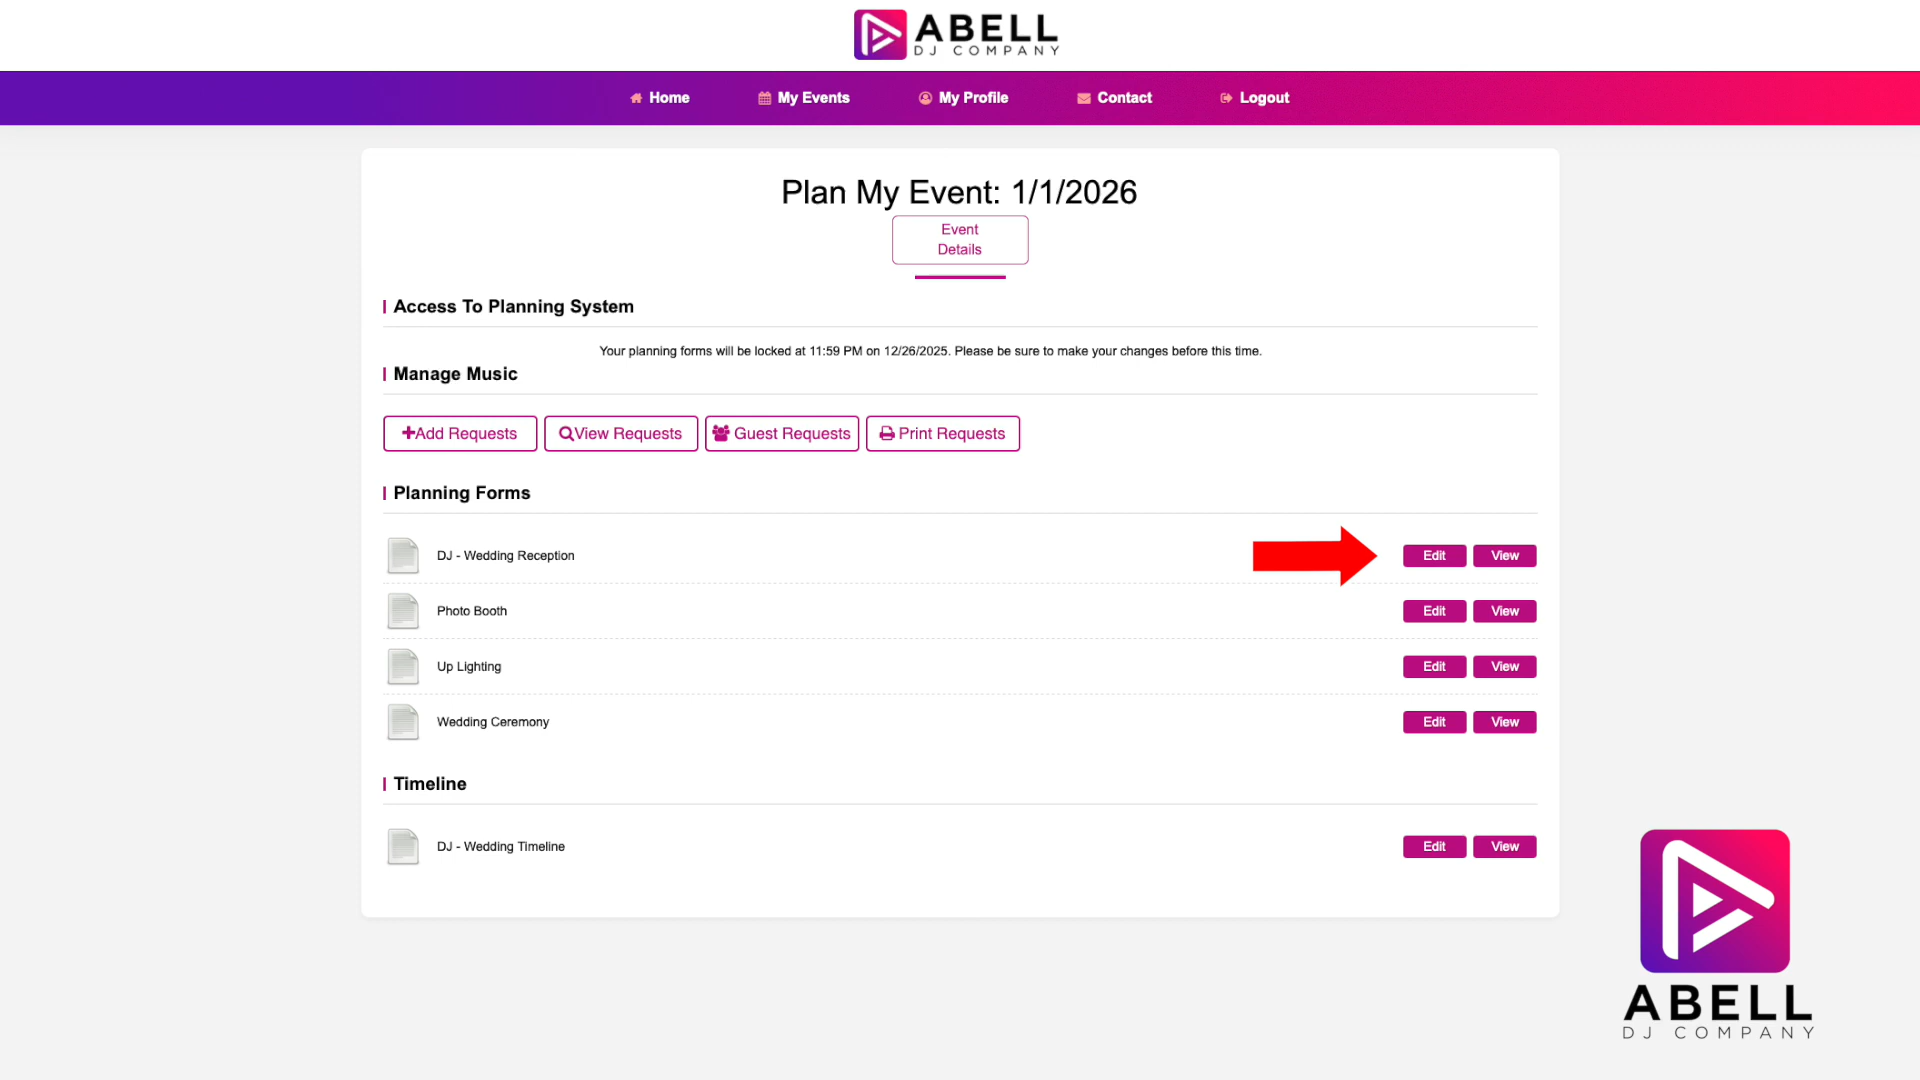 ABELL
DJ COMPANY
Home My Events My Profile Contact Logout
Plan My Event: 1/1/2026
Event
Details
Access To Planning System
Your planning forms will be locked at 11:59 PM on 12/26/2025. Please be sure to make your changes before this time.
Manage Music
Add Requests View Requests Guest Requests Print Requests
Planning Forms
DJ - Wedding Reception Edit View
Photo Booth Edit View
Up Lighting Edit View
Wedding Ceremony Edit View
Timeline
DJ - Wedding Timeline Edit View
ABELL
DJ COMPANY